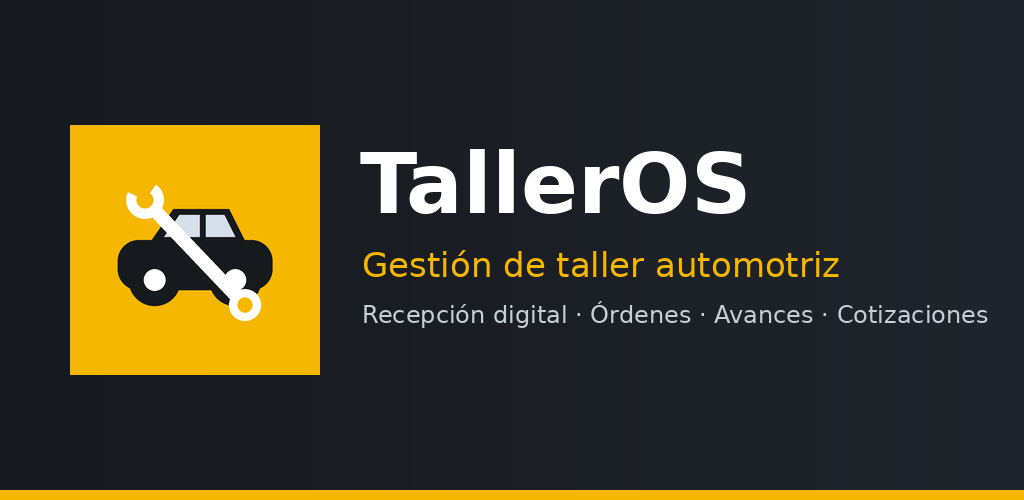 TallerOS
Gestión de taller automotriz
Recepción digital · Órdenes · Avances · Cotizaciones